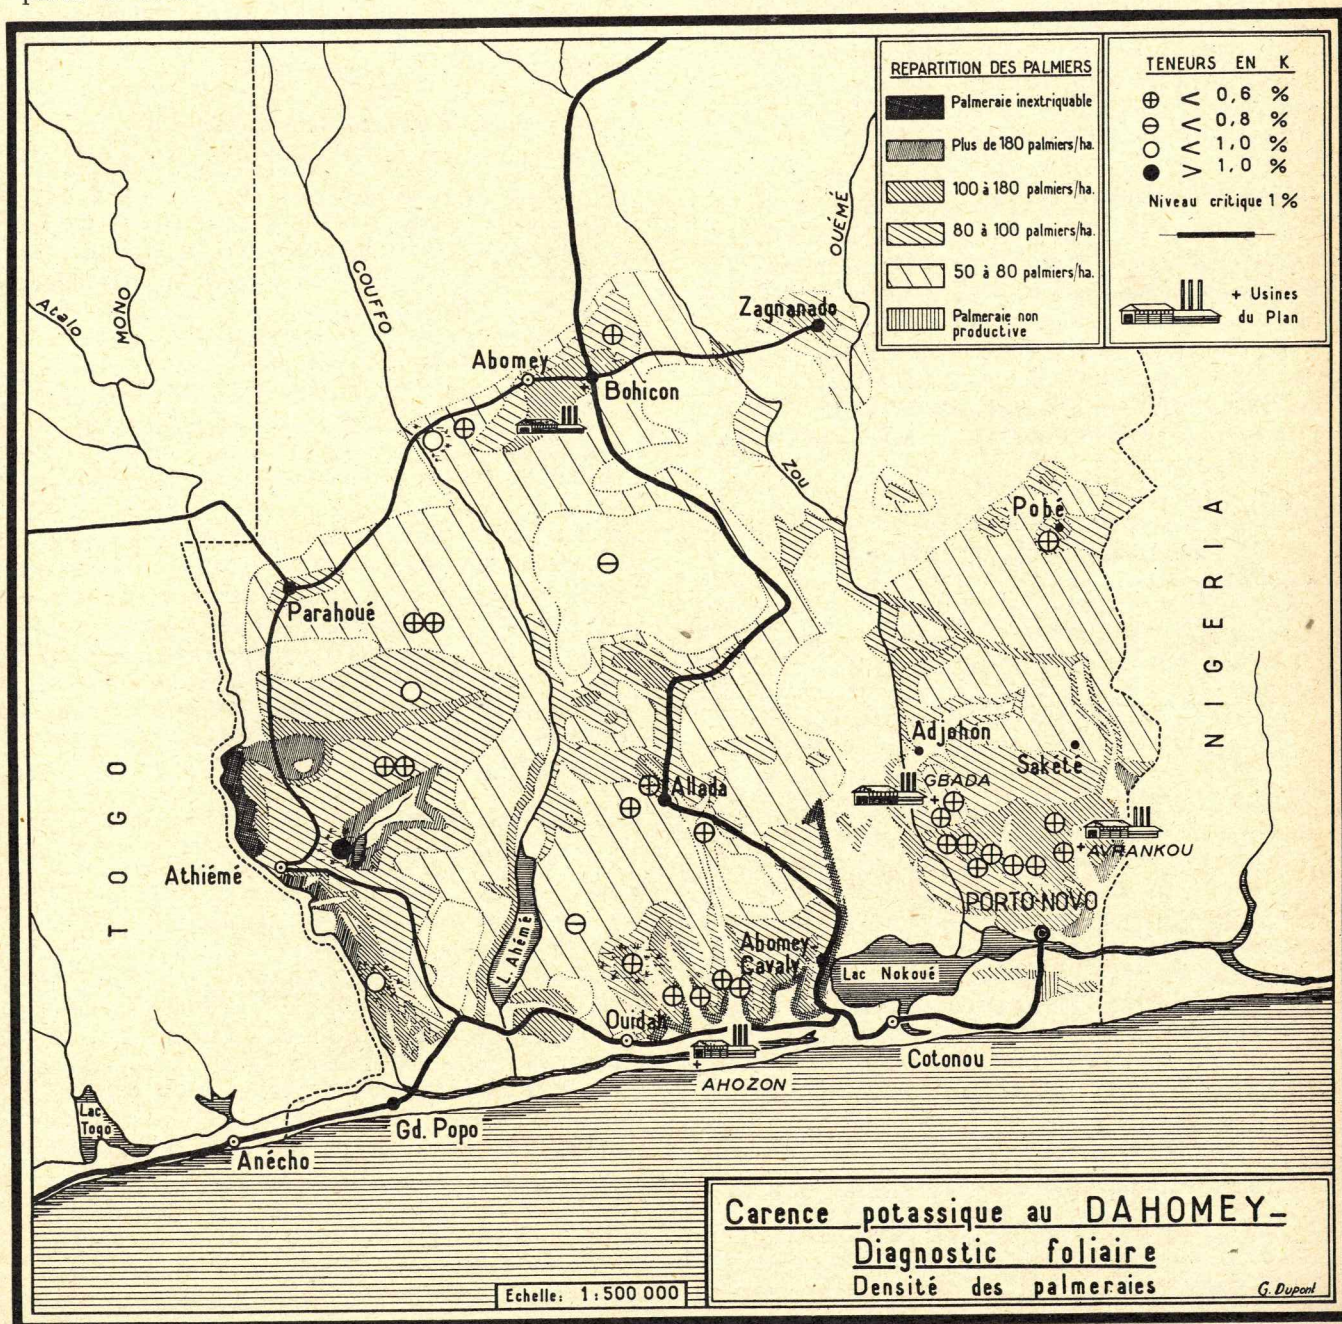 REPARTITION DES PALMIERS
Palmeraie inextriquable
Plus de 180 palmiers/ha.
100 à 180 palmiers/ha.
80 à 100 palmiers/ha.
50 à 80 palmiers/ha.
Palmeraie non
productive
TENEURS EN K
< 0,6 %
< 0,8 %
< 1,0 %
> 1,0 %
Niveau critique 1 %
+ Usines
du Plan
Atalo
MONO
COUFFO
OUÉMÉ
Zagnanado
Abomey
Bohicon
Zou
Pobé
NIGERIA
Parahoué
TOGO
Adjohon
Sakété
GBADA
Allada
AVRANKOU
Athiémé
PORTO-NOVO
L. Ahémé
Abomey
Cavaly
Lac Nokoué
Ouidah
Cotonou
AHOZON
Lac
Togo
Gd. Popo
Anécho
Carence potassique au DAHOMEY_
Diagnostic foliaire
Densité des palmeraies
G. Dupont
Echelle: 1:500 000